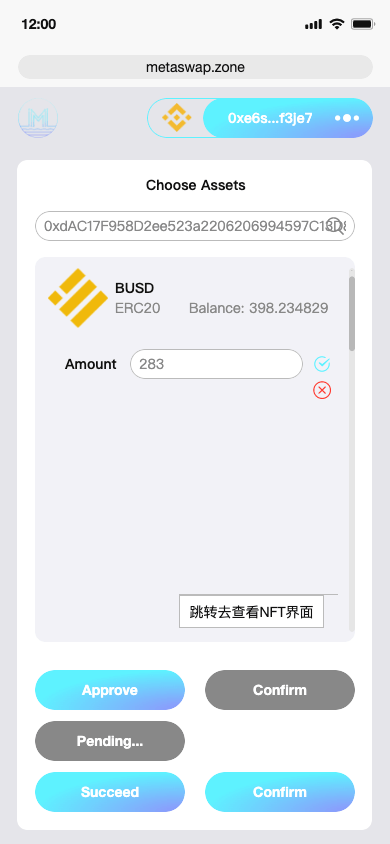 12:00
metaswap.zone
0xe6s...f3je7
Choose Assets
0xdAC17F958D2ee523a2206206994597C13D8
BUSD
ERC20 Balance: 398.234829
Amount 283
跳转去查看NFT界面
Approve Confirm
Pending...
Succeed Confirm